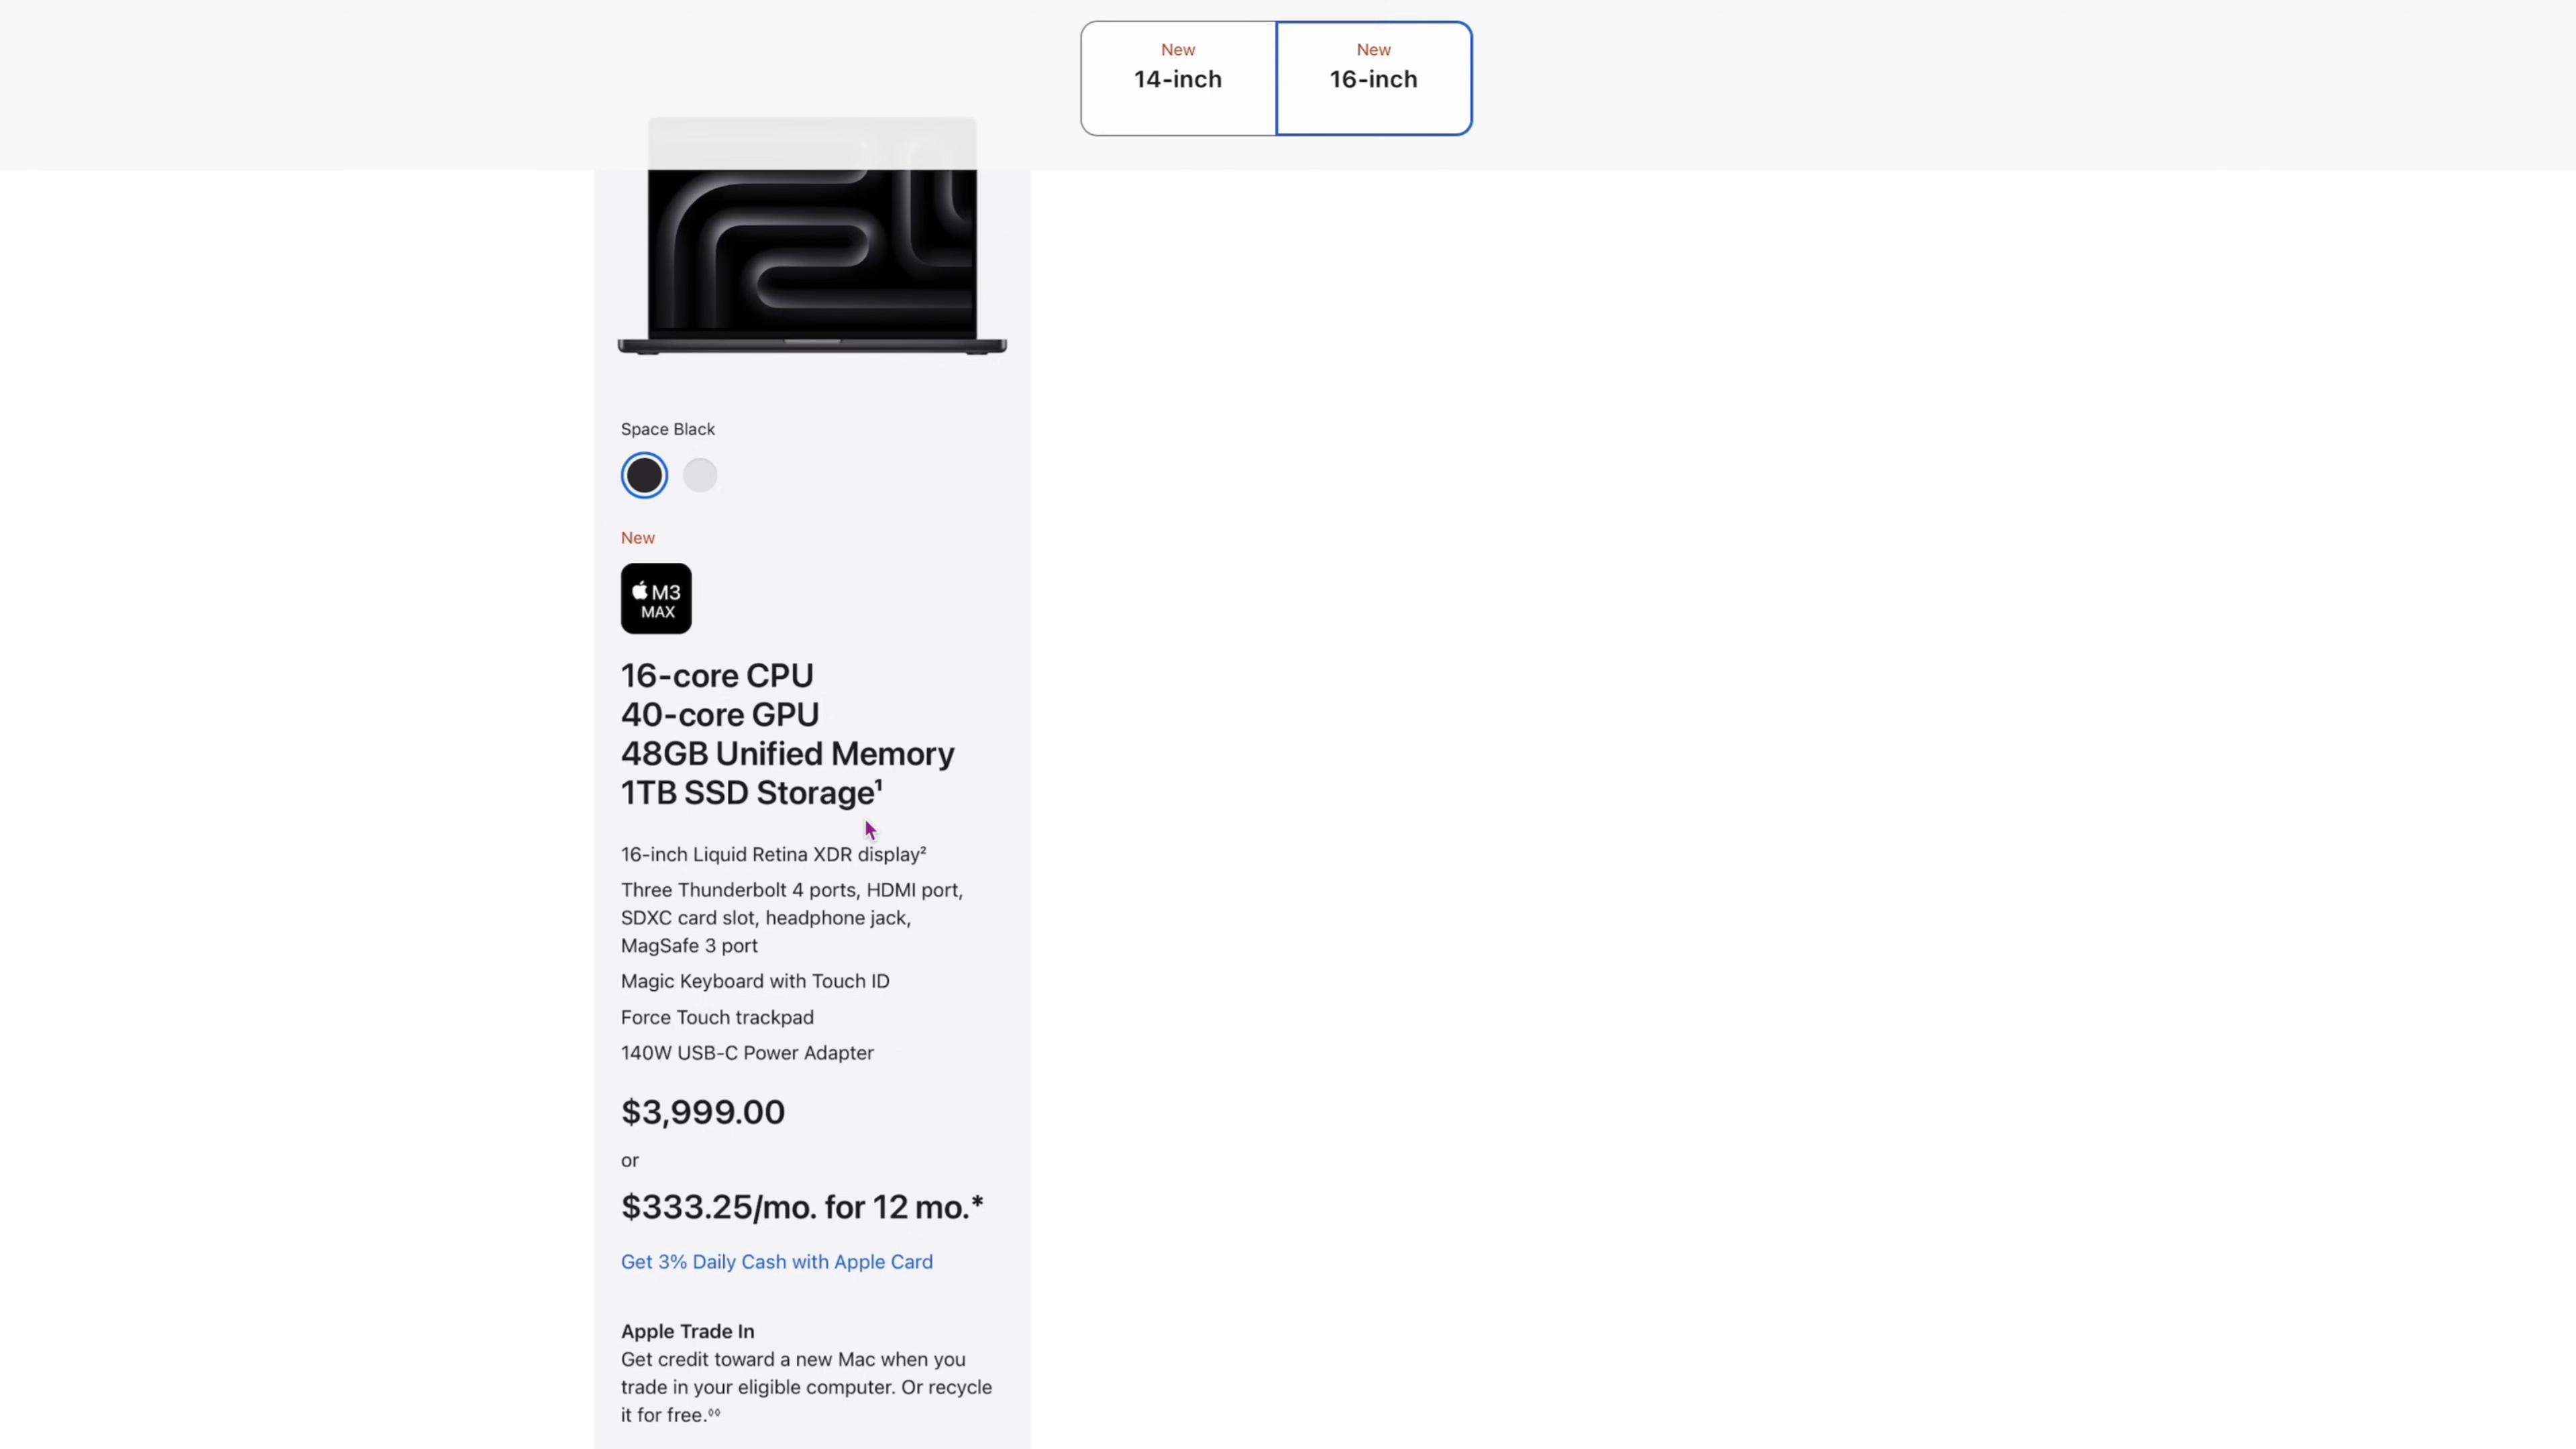 New
14-inch
New
16-inch
Space Black
New
M3
MAX
16-core CPU
40-core GPU
48GB Unified Memory
1TB SSD Storage¹
16-inch Liquid Retina XDR display²
Three Thunderbolt 4 ports, HDMI port,
SDXC card slot, headphone jack,
MagSafe 3 port
Magic Keyboard with Touch ID
Force Touch trackpad
140W USB-C Power Adapter
$3,999.00
or
$333.25/mo. for 12 mo.*
Get 3% Daily Cash with Apple Card
Apple Trade In
Get credit toward a new Mac when you
trade in your eligible computer. Or recycle
it for free.◊◊